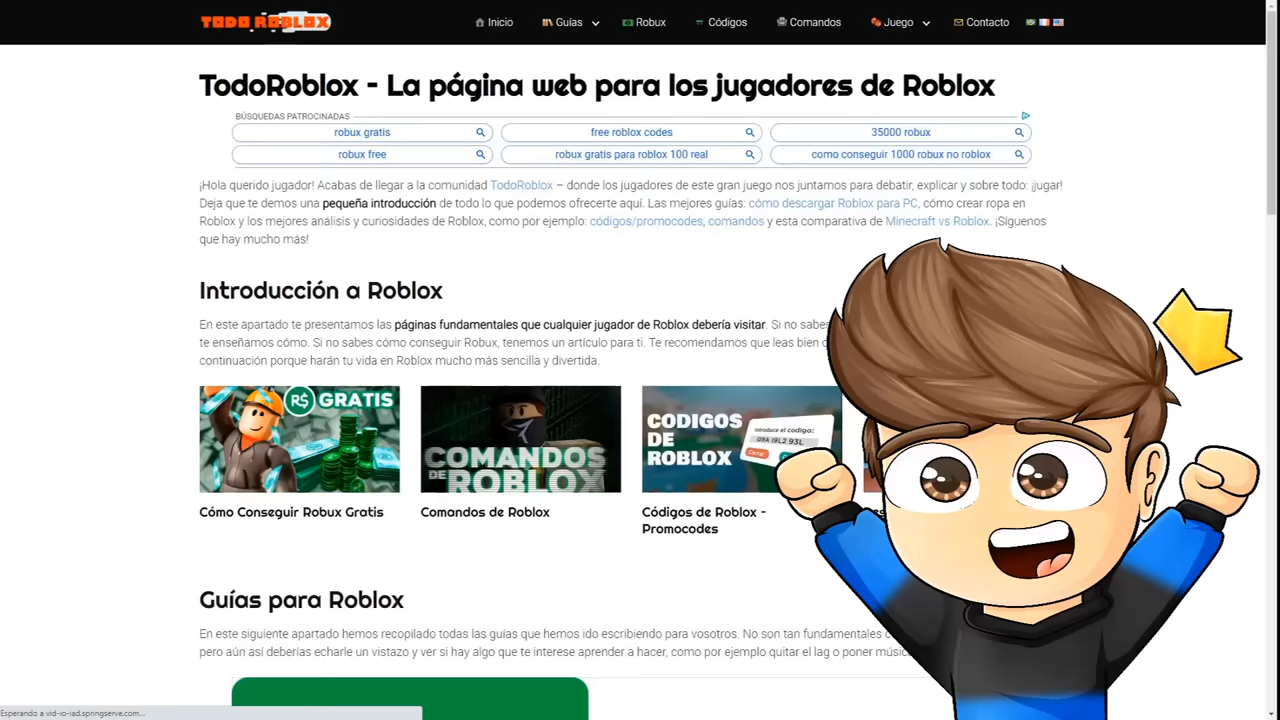 TODO ROBLOX
Inicio
Guías
Robux
Códigos
Comandos
Juego
Contacto
TodoRoblox - La página web para los jugadores de Roblox
BÚSQUEDAS PATROCINADAS
robux gratis
free roblox codes
35000 robux
robux free
robux gratis para roblox 100 real
como conseguir 1000 robux no roblox
¡Hola querido jugador! Acabas de llegar a la comunidad TodoRoblox – donde los jugadores de este gran juego nos juntamos para debatir, explicar y sobre todo: ¡jugar!
Deja que te demos una pequeña introducción de todo lo que podemos ofrecerte aquí. Las mejores guías: cómo descargar Roblox para PC, cómo crear ropa en
Roblox y los mejores análisis y curiosidades de Roblox, como por ejemplo: códigos/promocodes, comandos y esta comparativa de Minecraft vs Roblox. ¡Síguenos
que hay mucho más!
Introducción a Roblox
En este apartado te presentamos las páginas fundamentales que cualquier jugador de Roblox debería visitar. Si no sabes
te enseñamos cómo. Si no sabes cómo conseguir Robux, tenemos un artículo para ti. Te recomendamos que leas bien
continuación porque harán tu vida en Roblox mucho más sencilla y divertida.
R$ GRATIS
COMANDOS
DE ROBLOX
CODIGOS
DE
ROBLOX
Introduce el codigo:
Cerrar
Cómo Conseguir Robux Gratis
Comandos de Roblox
Códigos de Roblox -
Promocodes
Guías para Roblox
En este siguiente apartado hemos recopilado todas las guías que hemos ido escribiendo para vosotros. No son tan fundamentales
pero aún así deberías echarle un vistazo y ver si hay algo que te interese aprender a hacer, como por ejemplo quitar el lag o poner
Esperando a vid-io-iad.springserve.com...